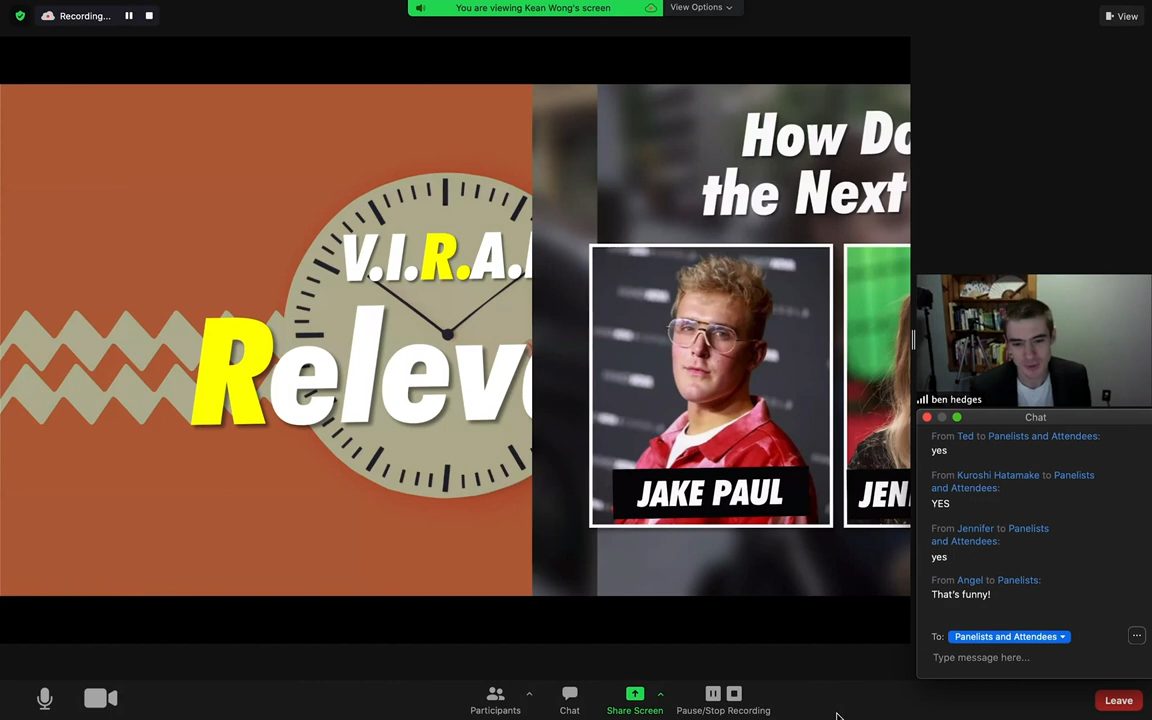 Recording...
You are viewing Kean Wong's screen
View Options
View
V.I.R.A.
Relev
How Do
the Next
JAKE PAUL
JEN
ben hedges
Chat
From Ted to Panelists and Attendees:
yes
From Kuroshi Hatamake to Panelists
and Attendees:
YES
From Jennifer to Panelists
and Attendees:
yes
From Angel to Panelists:
That's funny!
To: Panelists and Attendees
Type message here...
Participants
Chat
Share Screen
Pause/Stop Recording
Leave